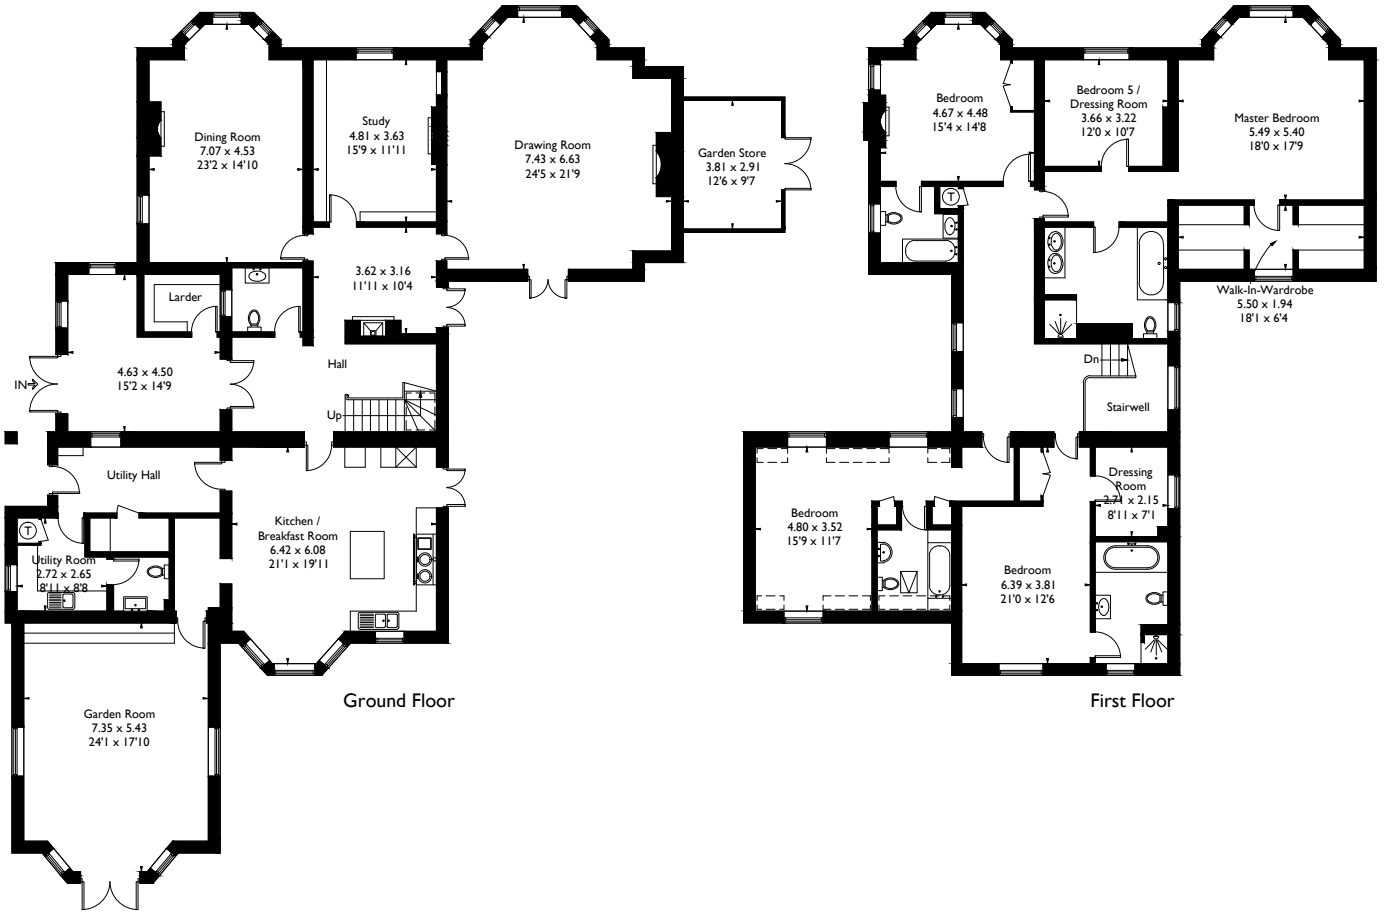 Dining Room
7.07 x 4.53
23'2 x 14'10
Study
4.81 x 3.63
15'9 x 11'11
Drawing Room
7.43 x 6.63
24'5 x 21'9
Garden Store
3.81 x 2.91
12'6 x 9'7
3.62 x 3.16
11'11 x 10'4
Larder
Hall
IN
4.63 x 4.50
15'2 x 14'9
Up
Utility Hall
Kitchen /
Breakfast Room
6.42 x 6.08
21'1 x 19'11
T
Utility Room
2.72 x 2.65
8'11 x 8'8
Garden Room
7.35 x 5.43
24'1 x 17'10
Ground Floor
Bedroom
4.67 x 4.48
15'4 x 14'8
Bedroom 5 /
Dressing Room
3.66 x 3.22
12'0 x 10'7
Master Bedroom
5.49 x 5.40
18'0 x 17'9
T
Walk-In-Wardrobe
5.50 x 1.94
18'1 x 6'4
Dn
Stairwell
Dressing
Room
2.71 x 2.15
8'11 x 7'1
Bedroom
4.80 x 3.52
15'9 x 11'7
Bedroom
6.39 x 3.81
21'0 x 12'6
First Floor